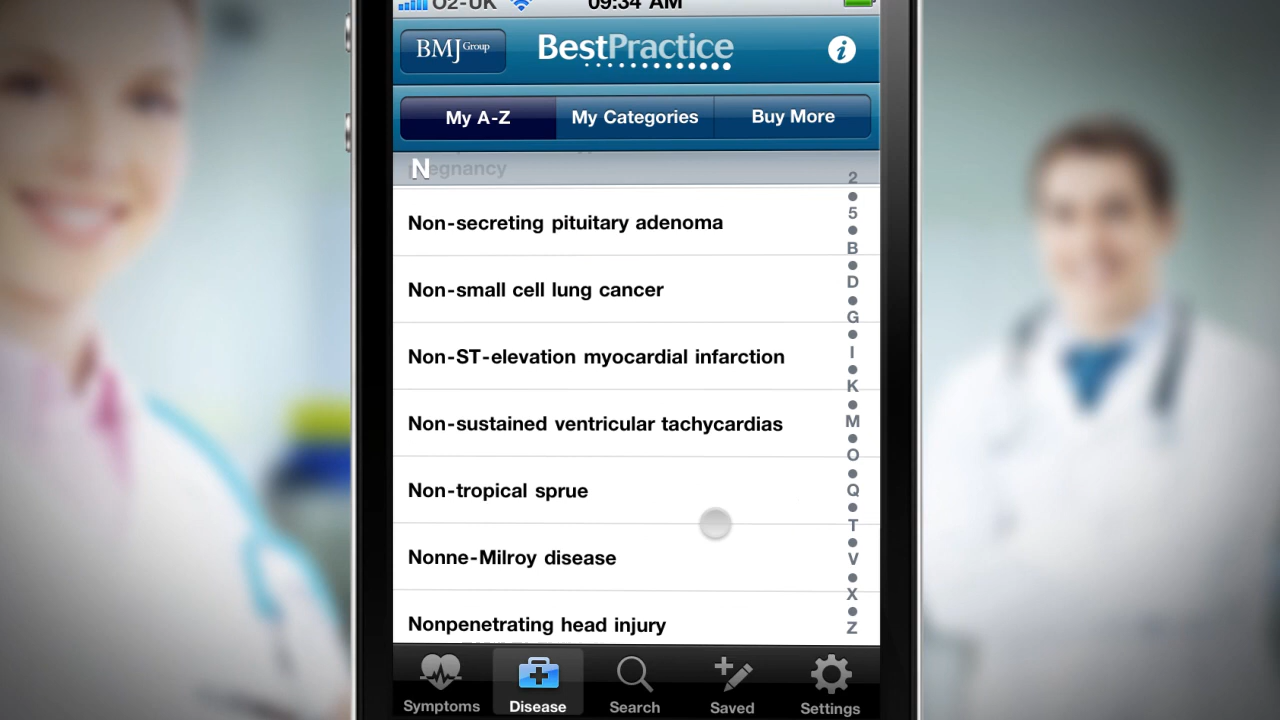 O2-UK 09:34 AM
BMJ Group BestPractice i
My A-Z My Categories Buy More
N
egnancy
Non-secreting pituitary adenoma
Non-small cell lung cancer
Non-ST-elevation myocardial infarction
Non-sustained ventricular tachycardias
Non-tropical sprue
Nonne-Milroy disease
Nonpenetrating head injury
2
5
B
D
G
I
K
M
O
Q
T
V
X
Z
Symptoms Disease Search Saved Settings